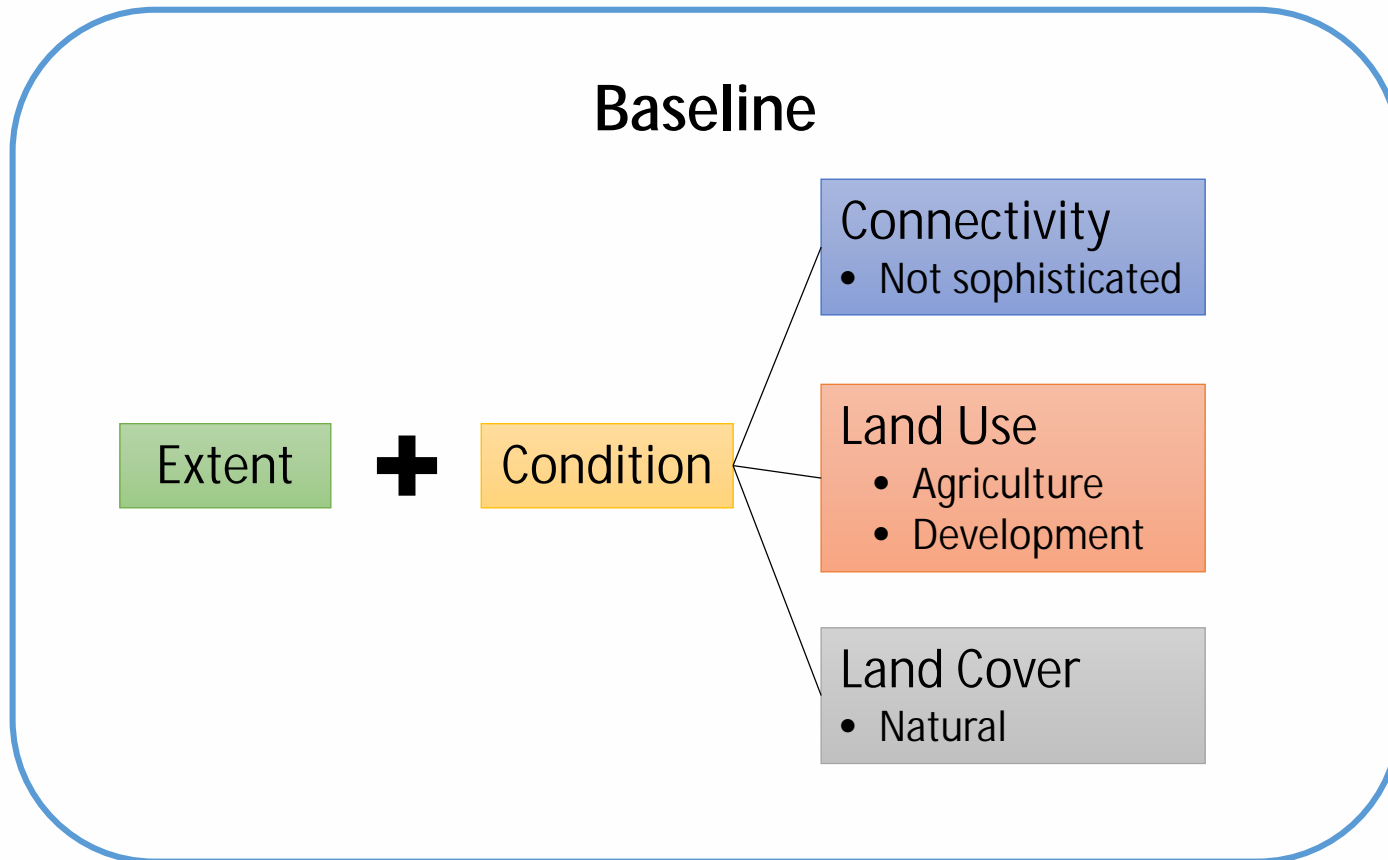 Baseline
Extent
+
Condition
Connectivity
• Not sophisticated
Land Use
• Agriculture
• Development
Land Cover
• Natural